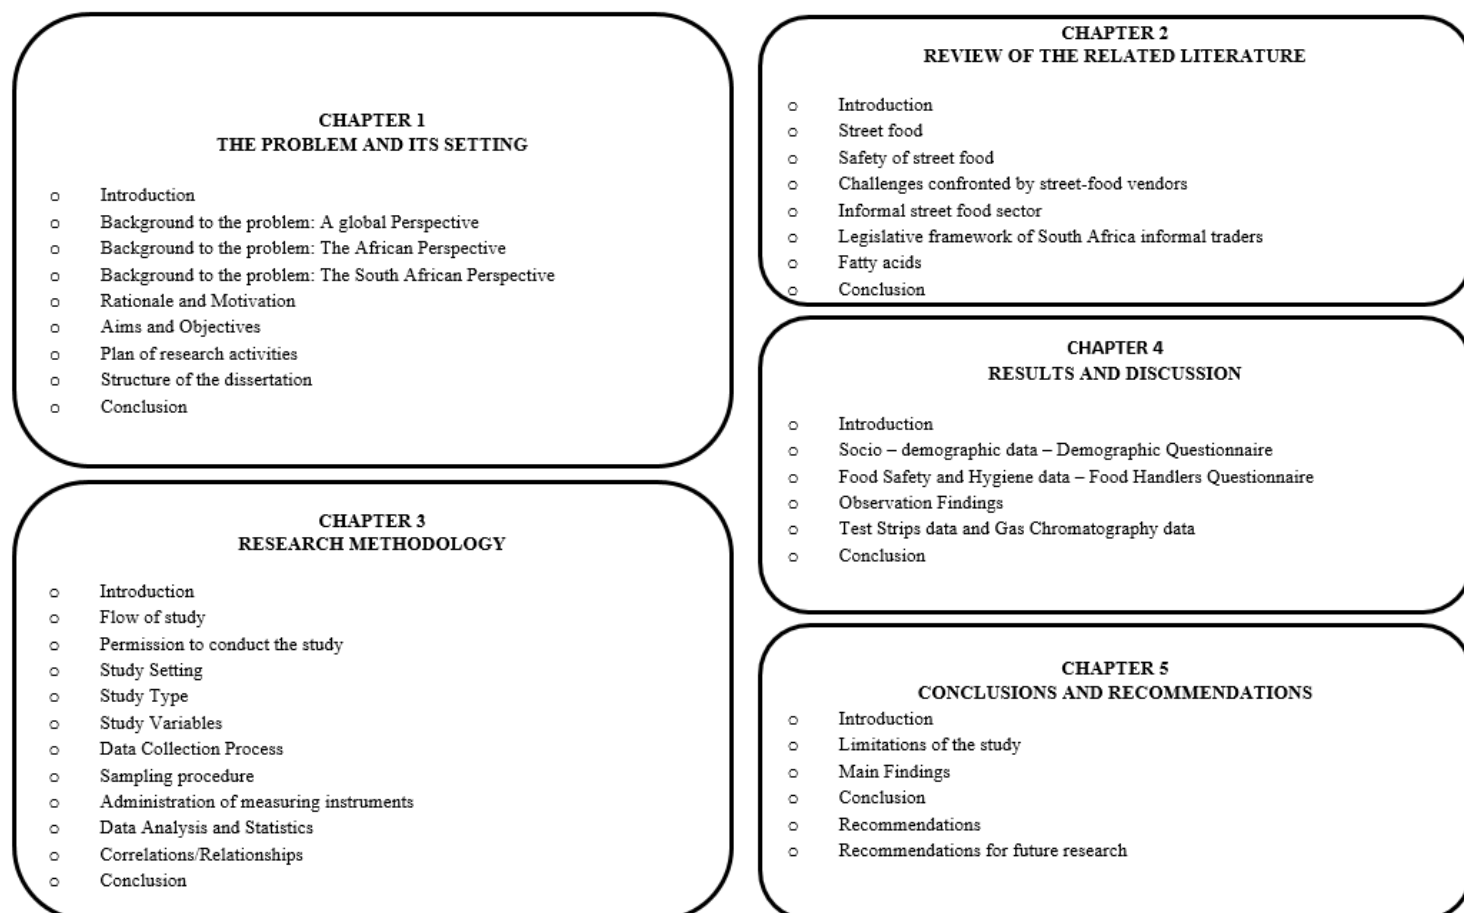 CHAPTER 1
THE PROBLEM AND ITS SETTING
o Introduction
o Background to the problem: A global Perspective
o Background to the problem: The African Perspective
o Background to the problem: The South African Perspective
o Rationale and Motivation
o Aims and Objectives
o Plan of research activities
o Structure of the dissertation
o Conclusion
CHAPTER 2
REVIEW OF THE RELATED LITERATURE
o Introduction
o Street food
o Safety of street food
o Challenges confronted by street-food vendors
o Informal street food sector
o Legislative framework of South Africa informal traders
o Fatty acids
o Conclusion
CHAPTER 3
RESEARCH METHODOLOGY
o Introduction
o Flow of study
o Permission to conduct the study
o Study Setting
o Study Type
o Study Variables
o Data Collection Process
o Sampling procedure
o Administration of measuring instruments
o Data Analysis and Statistics
o Correlations/Relationships
o Conclusion
CHAPTER 4
RESULTS AND DISCUSSION
o Introduction
o Socio – demographic data – Demographic Questionnaire
o Food Safety and Hygiene data – Food Handlers Questionnaire
o Observation Findings
o Test Strips data and Gas Chromatography data
o Conclusion
CHAPTER 5
CONCLUSIONS AND RECOMMENDATIONS
o Introduction
o Limitations of the study
o Main Findings
o Conclusion
o Recommendations
o Recommendations for future research